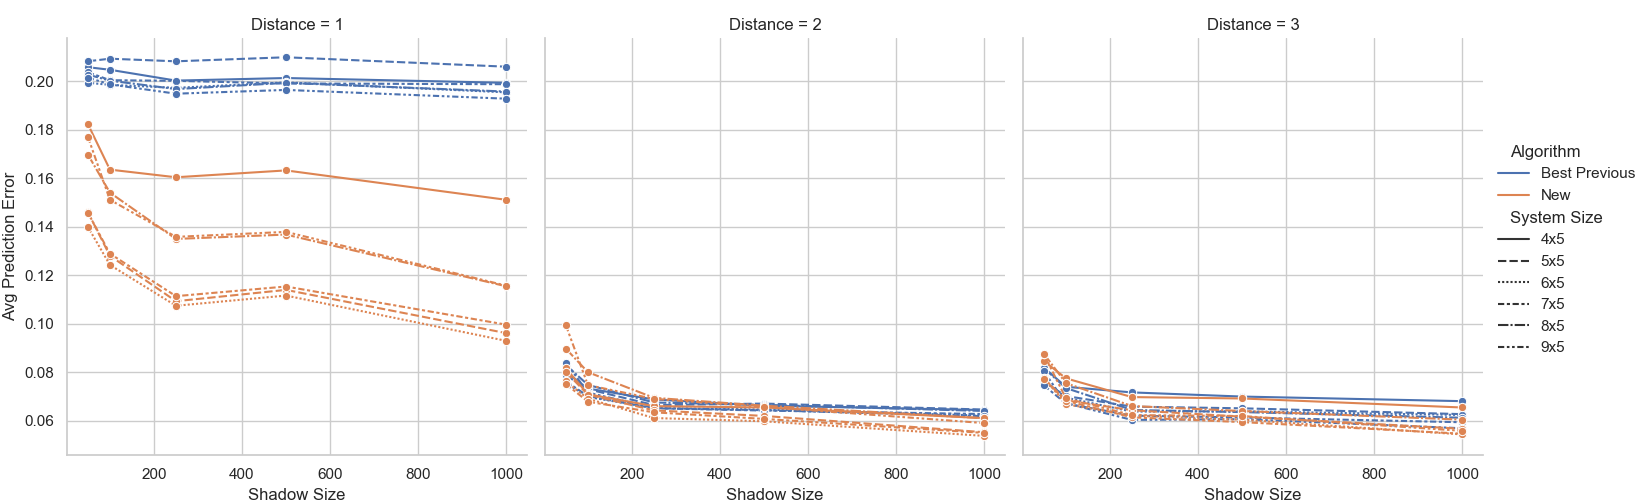 Distance = 1
Distance = 2
Distance = 3
Avg Prediction Error
0.20
0.18
0.16
0.14
0.12
0.10
0.08
0.06
200
400
600
800
1000
Shadow Size
200
400
600
800
1000
Shadow Size
200
400
600
800
1000
Shadow Size
Algorithm
Best Previous
New
System Size
4x5
5x5
6x5
7x5
8x5
9x5